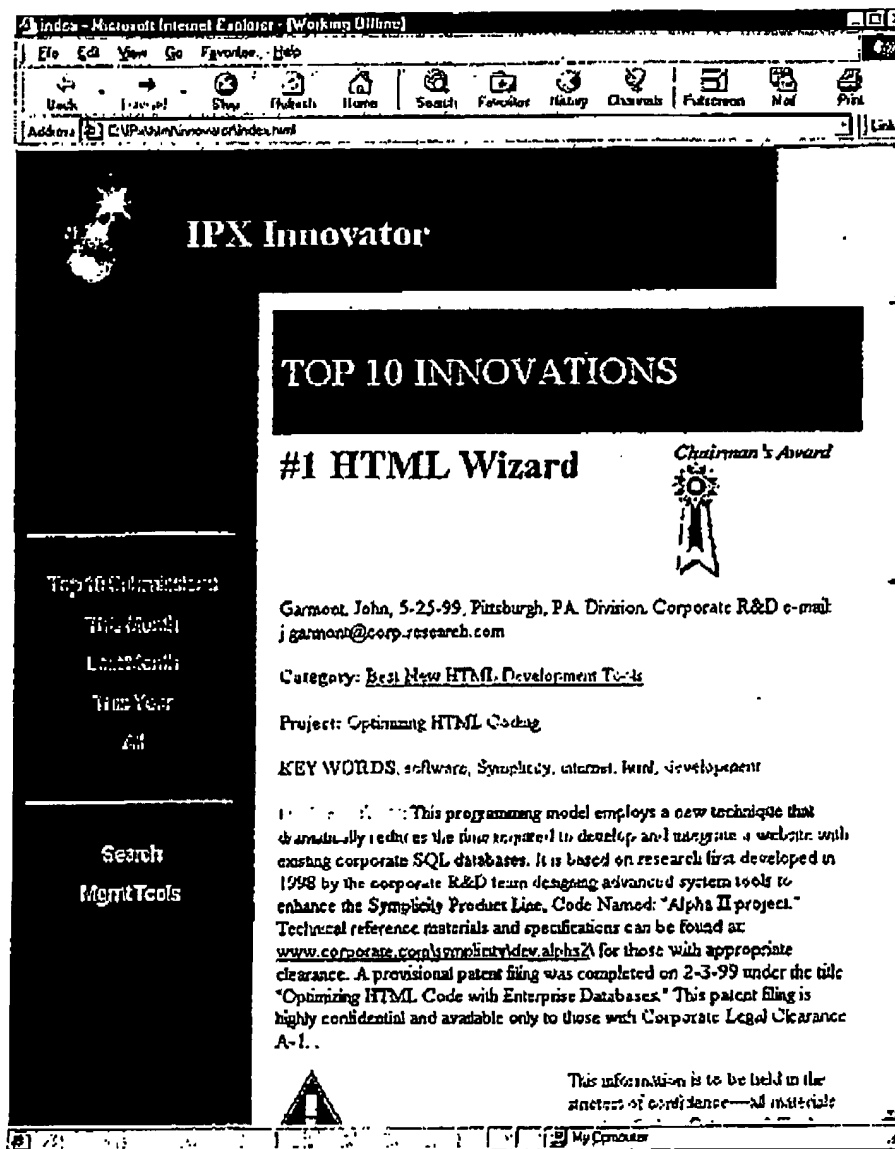 index - Microsoft Internet Explorer - [Working Offline]
File Edit View Go Favorites Help
Back Stop Refresh Home Search Favorites History Channels Fullscreen Mail Print
Address
IPX Innovator
TOP 10 INNOVATIONS
#1 HTML Wizard
Chairman's Award
Top 10 Submissions
This Month
Last Month
This Year
All
Search
Mgmt Tools
Garmont, John, 5-25-99, Pittsburgh, PA. Division. Corporate R&D e-mail:
j garmont@corp.research.com
Category: Best New HTML Development Tools
Project: Optimizing HTML Coding
KEY WORDS, software, Symplicity, internet, html, development
This programming model employs a new technique that
dramatically reduces the time required to develop and integrate a website with
existing corporate SQL databases. It is based on research first developed in
1998 by the corporate R&D team designing advanced system tools to
enhance the Symplicity Product Line, Code Named: "Alpha II project."
Technical reference materials and specifications can be found at:
www.corporate.com\symplicity\dev.alpha2\ for those with appropriate
clearance. A provisional patent filing was completed on 2-3-99 under the title
"Optimizing HTML Code with Enterprise Databases." This patent filing is
highly confidential and available only to those with Corporate Legal Clearance
A-1. .
This information is to be held in the
strictest of confidence—all materials
My Computer